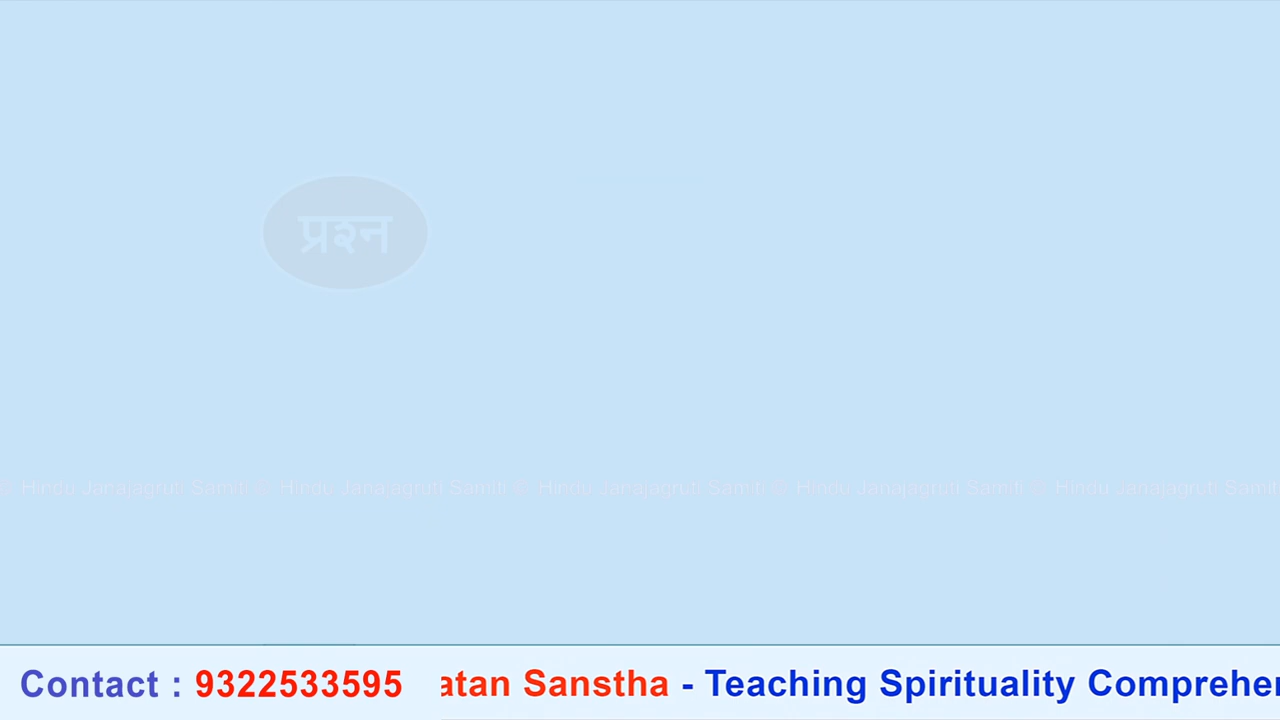 प्रश्न
© Hindu Janajagruti Samiti © Hindu Janajagruti Samiti © Hindu Janajagruti Samiti © Hindu Janajagruti Samiti © Hindu Janajagruti Samiti
Contact : 9322533595 atan Sanstha - Teaching Spirituality Comprehen